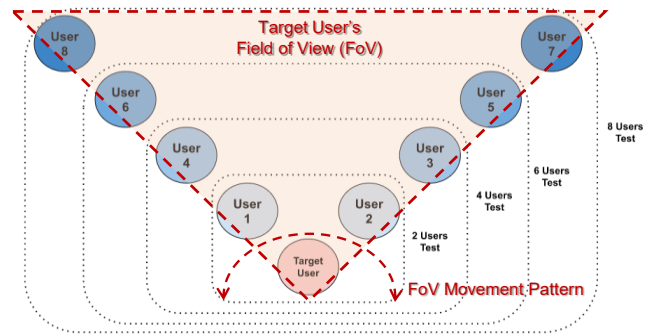 Target User's
Field of View (FoV)
User
8
User
7
User
6
User
5
8 Users
Test
User
4
User
3
6 Users
Test
User
1
User
2
4 Users
Test
2 Users
Test
Target
User
FoV Movement Pattern